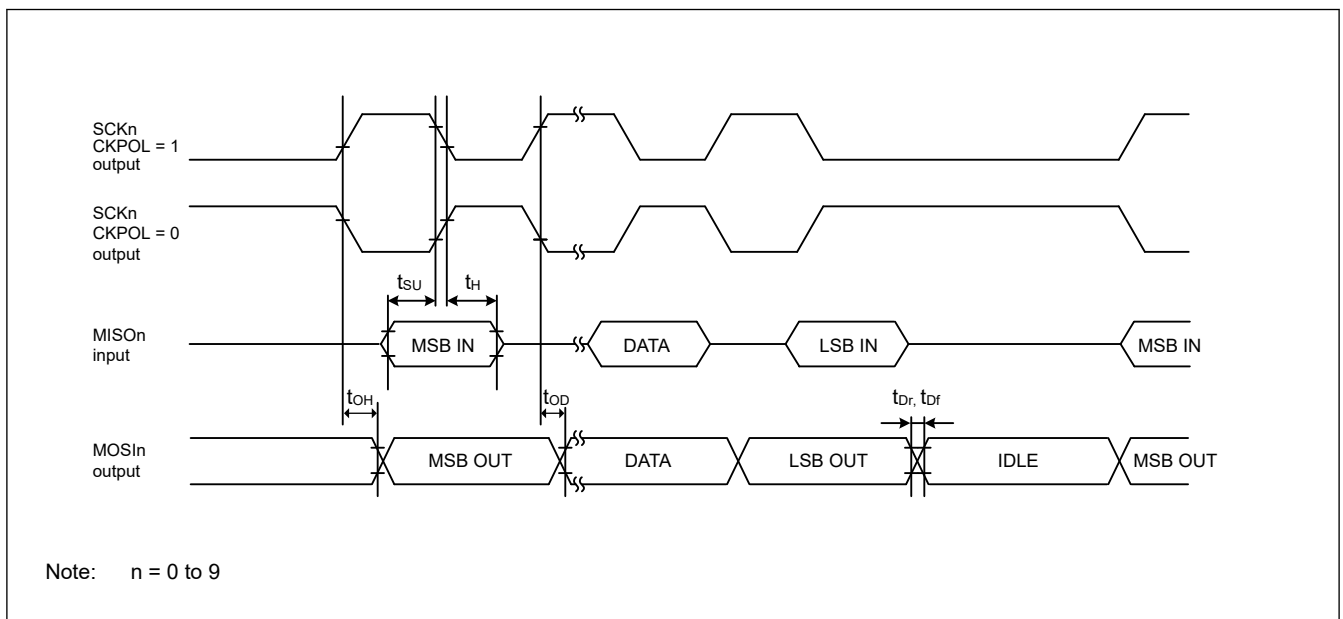 SCKn
CKPOL = 1
output
SCKn
CKPOL = 0
output
tSU
tH
MISOn
input
MSB IN
DATA
LSB IN
MSB IN
tOH
tOD
tDr, tDf
MOSIn
output
MSB OUT
DATA
LSB OUT
IDLE
MSB OUT
Note: n = 0 to 9